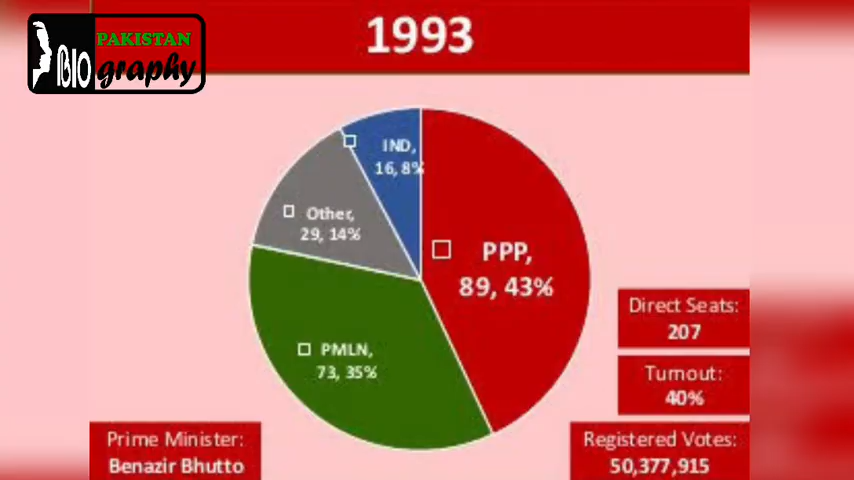 PAKISTAN
BIOgraphy
1993
IND,
16, 8%
Other,
29, 14%
PPP,
89, 43%
PMLN,
73, 35%
Direct Seats:
207
Turnout:
40%
Prime Minister:
Benazir Bhutto
Registered Votes:
50,377,915